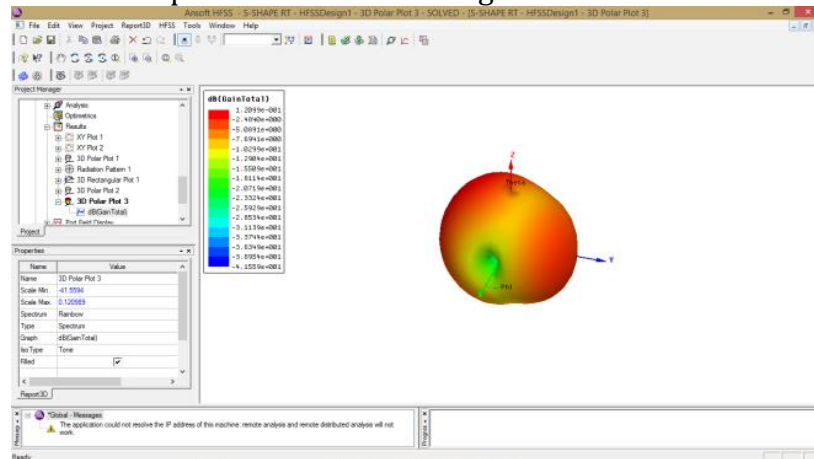 Ansoft HFSS - S-SHAPE RT - HFSSDesign1 - 3D Polar Plot 3 - SOLVED - [S-SHAPE RT - HFSSDesign1 - 3D Polar Plot 3]
File Edit View Project Report3D HFSS Tools Window Help
Project Manager
Analysis
Optimetrics
Results
XY Plot 1
XY Plot 2
3D Polar Plot 1
Radiation Pattern 1
3D Rectangular Plot 1
3D Polar Plot 2
3D Polar Plot 3
dB(GainTotal)
Port Field Display
Project
Properties
Name Value
Name 3D Polar Plot 3
Scale Min. -41.5594
Scale Max. 0.120989
Spectrum Rainbow
Type Spectrum
Graph dB(GainTotal)
Iso Type Tone
Filled
Report3D
dB(GainTotal)
1.2099e-001
-2.4840e+000
-5.0891e+000
-7.6941e+000
-1.0299e+001
-1.2904e+001
-1.5509e+001
-1.8114e+001
-2.0719e+001
-2.3324e+001
-2.5929e+001
-2.8534e+001
-3.1139e+001
-3.3744e+001
-3.6349e+001
-3.8954e+001
-4.1559e+001
Z
Theta
Y
Phi
*Global - Messages
The application could not resolve the IP address of this machine: remote analysis and remote distributed analysis will not
work.
Ready